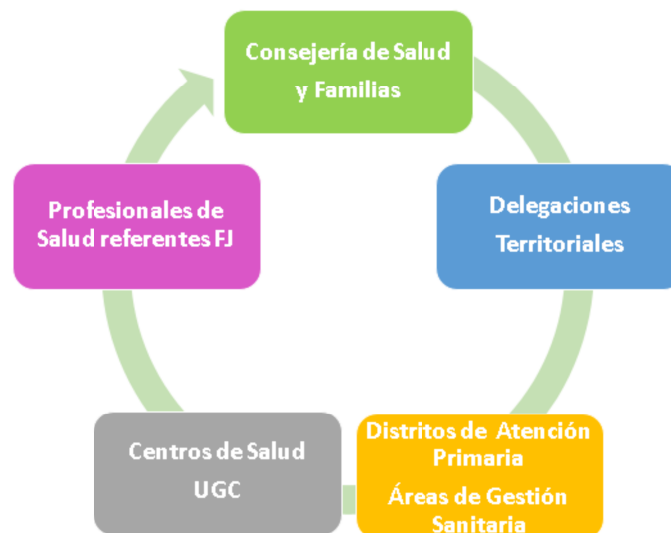 Consejería de Salud
y Familias
Delegaciones
Territoriales
Distritos de Atención
Primaria
Áreas de Gestión
Sanitaria
Centros de Salud
UGC
Profesionales de
Salud referentes FJ